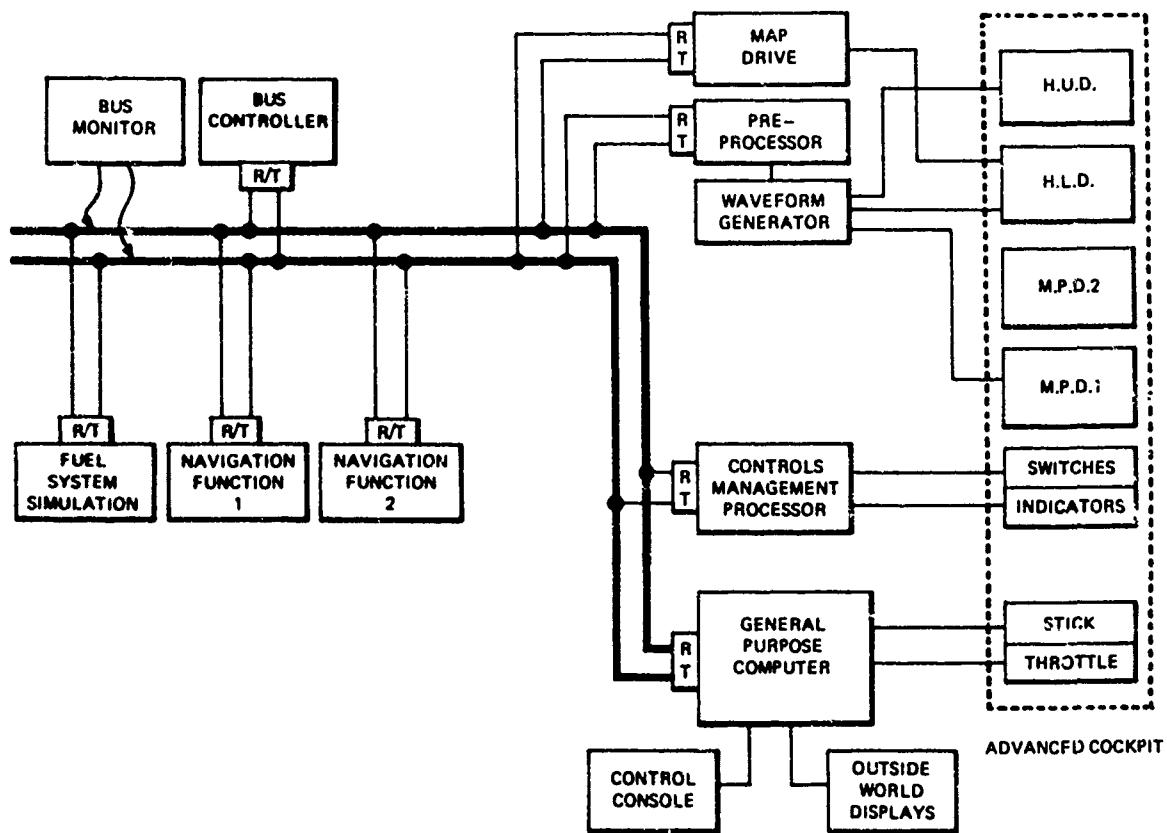 BUS
MONITOR
BUS
CONTROLLER
R/T
R
T
MAP
DRIVE
R
T
PRE-
PROCESSOR
WAVEFORM
GENERATOR
H.U.D.
H.L.D.
M.P.D.2
M.P.D.1
R/T
FUEL
SYSTEM
SIMULATION
R/T
NAVIGATION
FUNCTION
1
R/T
NAVIGATION
FUNCTION
2
R
T
CONTROLS
MANAGEMENT
PROCESSOR
SWITCHES
INDICATORS
R
T
GENERAL
PURPOSE
COMPUTER
STICK
THROTTLE
ADVANCED COCKPIT
CONTROL
CONSOLE
OUTSIDE
WORLD
DISPLAYS